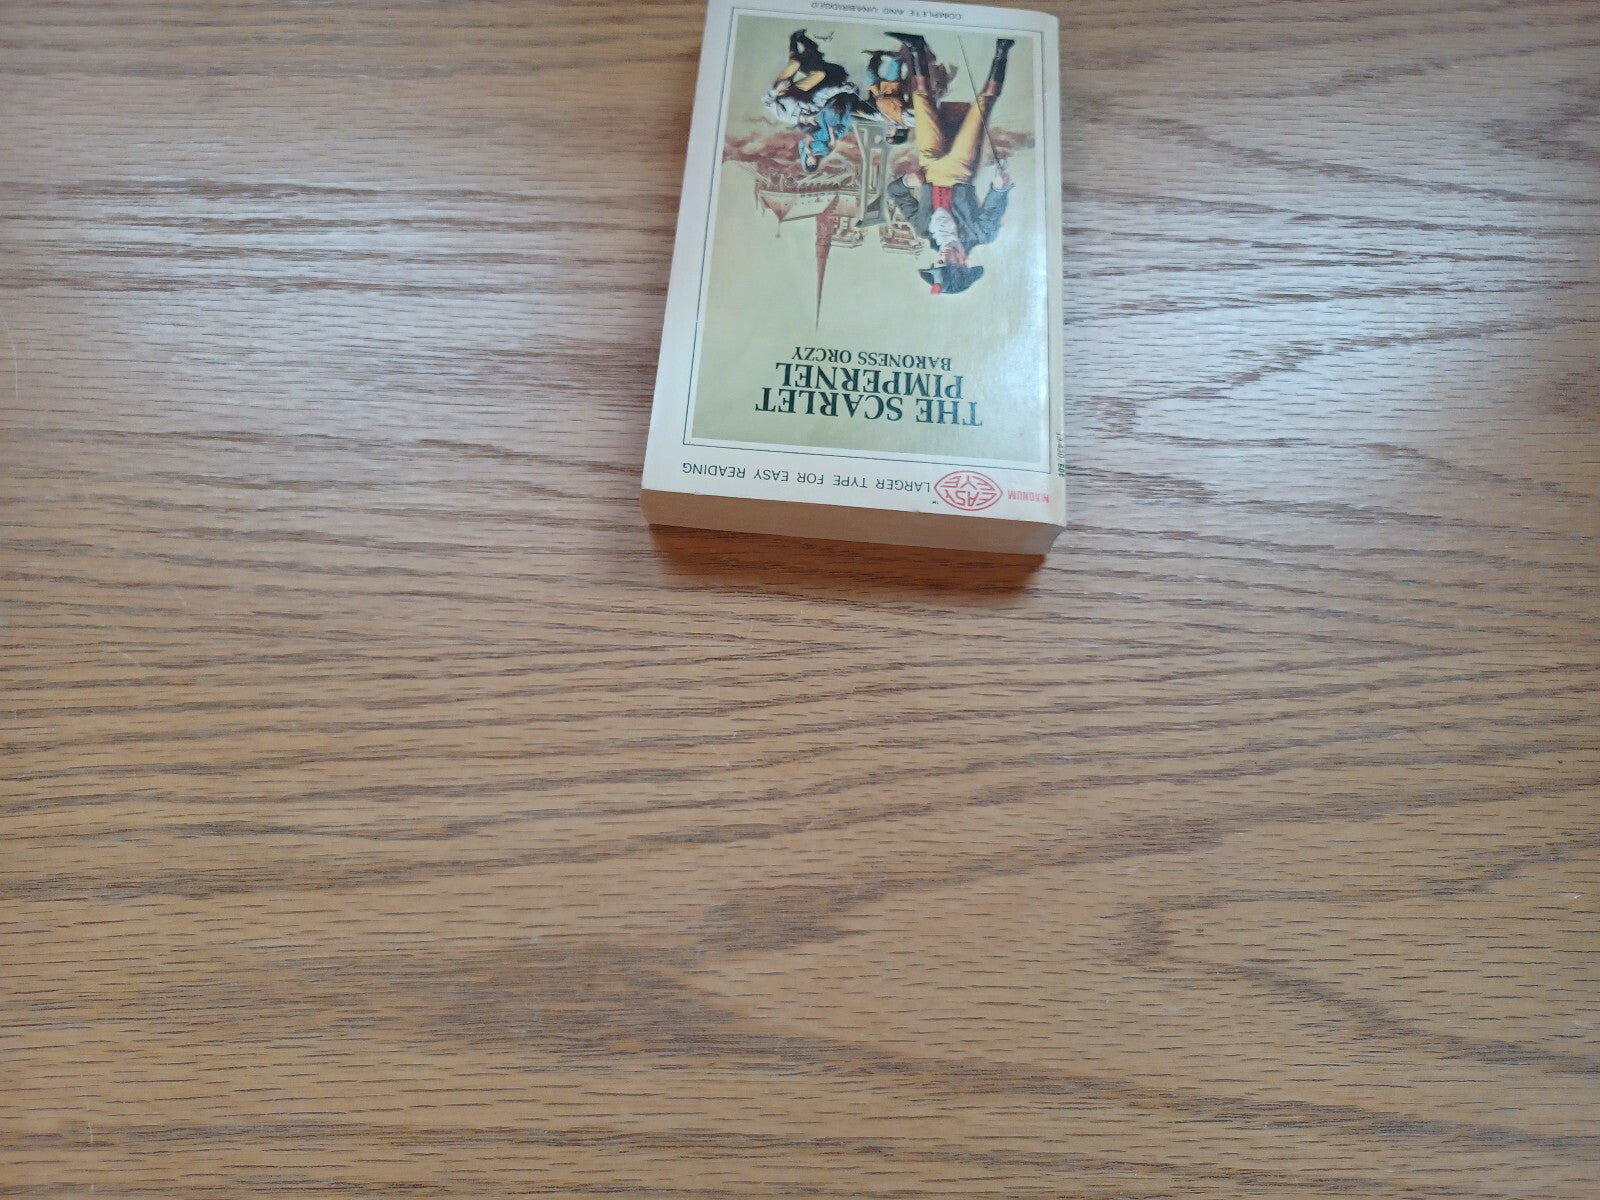 MAGNUM
EASY
EYE
LARGER TYPE FOR EASY READING
THE SCARLET
PIMPERNEL
BARONESS ORCZY
COMPLETE AND UNABRIDGED